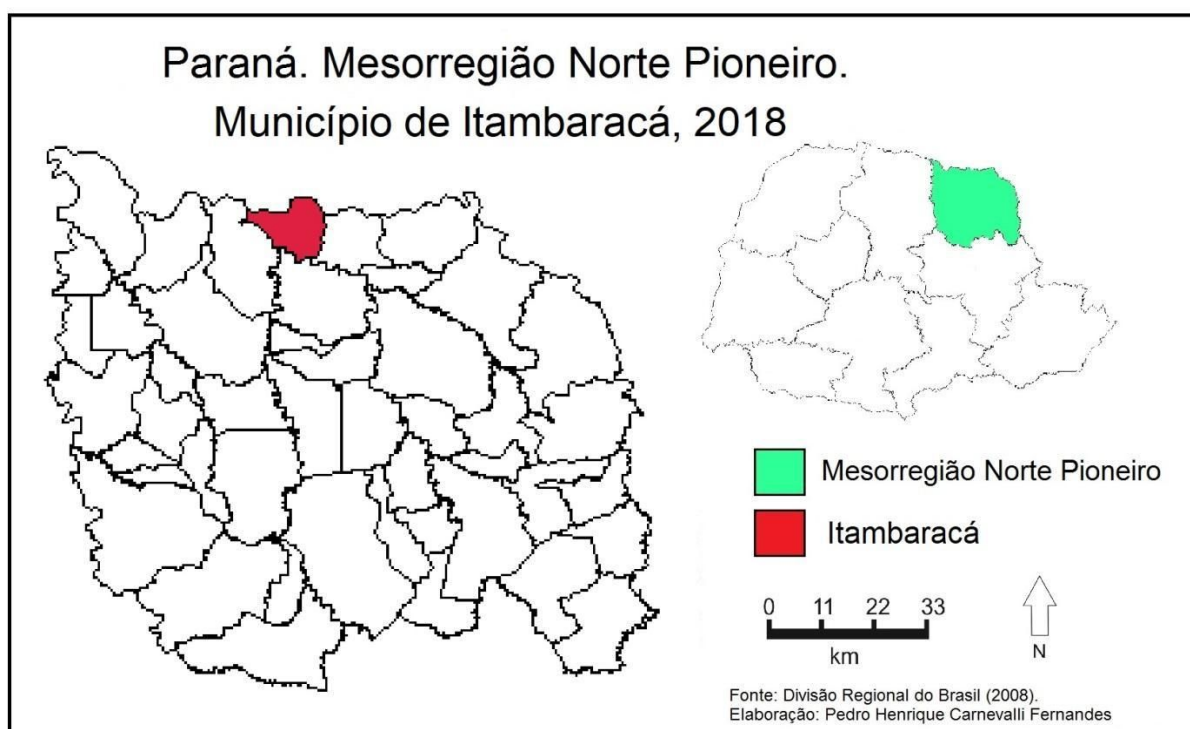 Paraná. Mesorregião Norte Pioneiro.
Município de Itambaracá, 2018
Mesorregião Norte Pioneiro
Itambaracá
0 11 22 33
km
N
Fonte: Divisão Regional do Brasil (2008).
Elaboração: Pedro Henrique Carnevalli Fernandes